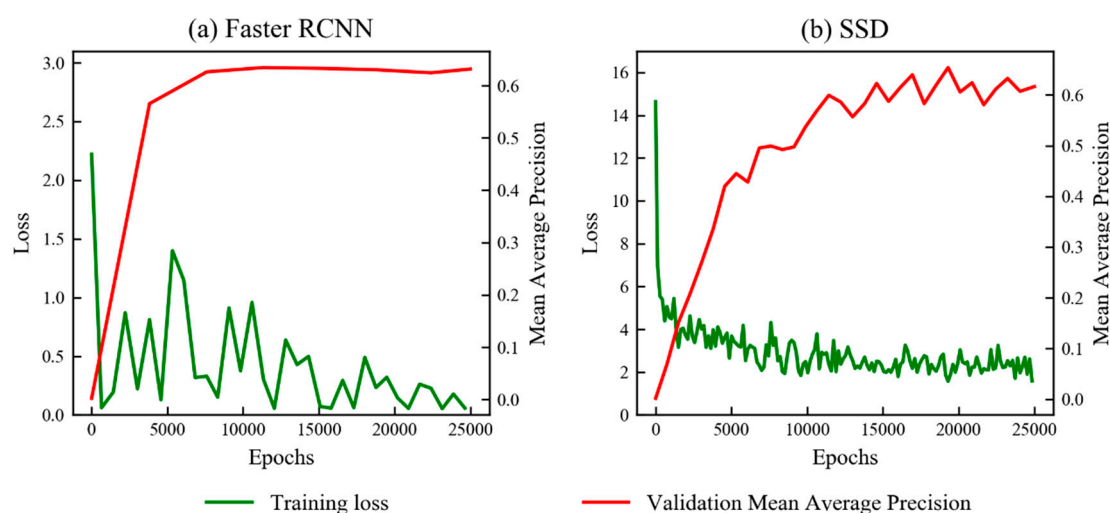 (a) Faster RCNN
(b) SSD
3.0
2.5
2.0
1.5
1.0
0.5
0.0
Loss
0.6
0.5
0.4
0.3
0.2
0.1
0.0
Mean Average Precision
0 5000 10000 15000 20000 25000
Epochs
16
14
12
10
8
6
4
2
0
Loss
0.6
0.5
0.4
0.3
0.2
0.1
0.0
Mean Average Precision
0 5000 10000 15000 20000 25000
Epochs
Training loss
Validation Mean Average Precision